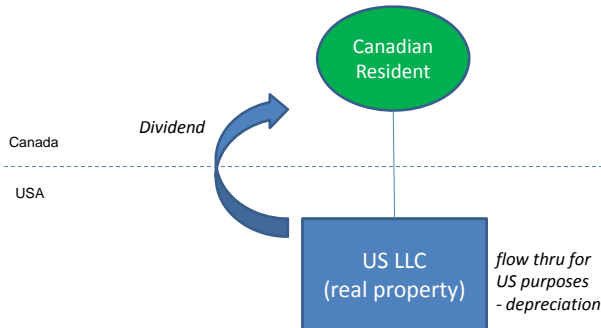 Canadian
Resident
Dividend
Canada
USA
US LLC
(real property)
flow thru for
US purposes
- depreciation